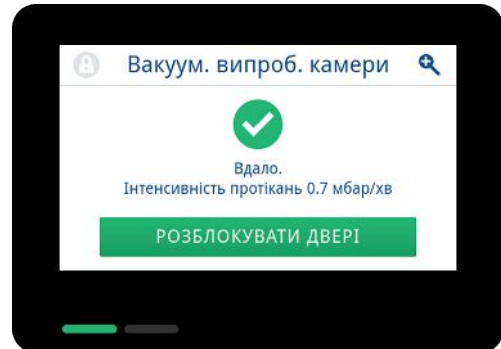 Вакуум. випроб. камери
Вдало.
Інтенсивність протікань 0.7 мбар/хв
РОЗБЛОКУВАТИ ДВЕРІ